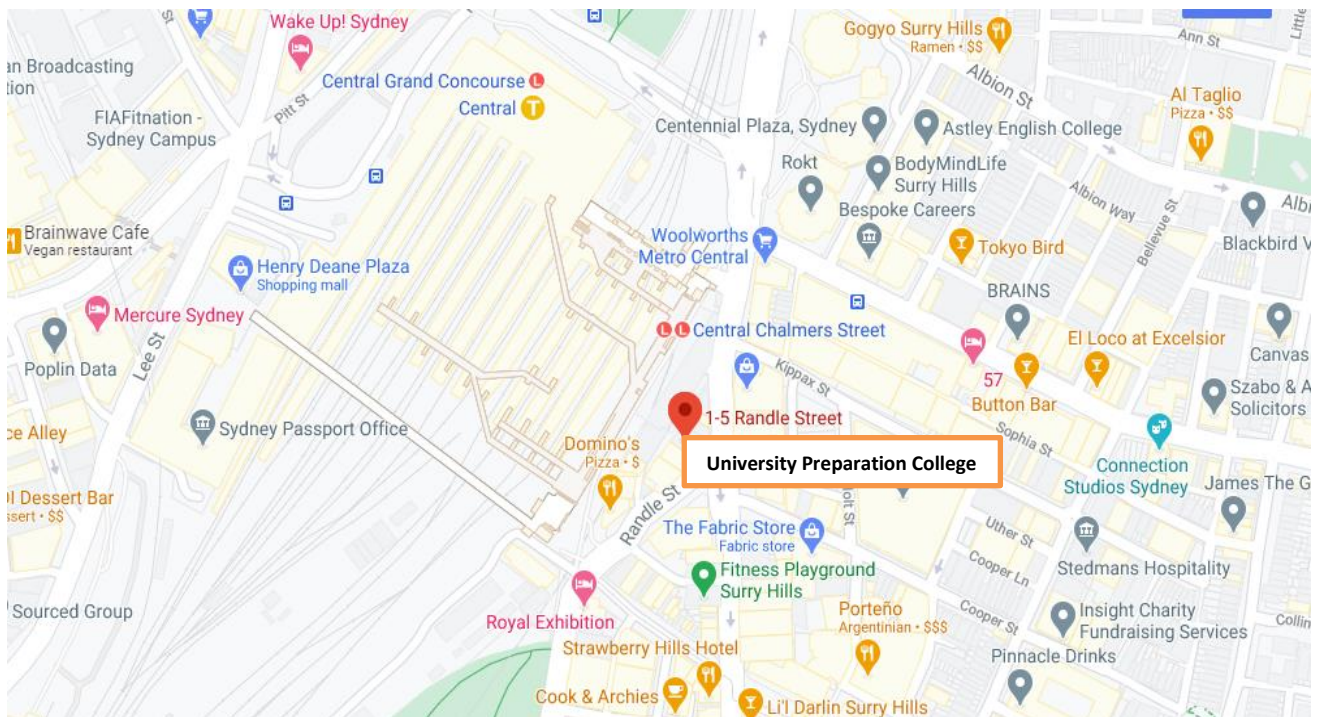 Wake Up! Sydney
Gogyo Surry Hills
Ramen · $$
Ann St
Little
an Broadcasting
tion
Central Grand Concourse
Central
Albion St
Al Taglio
Pizza · $$
FIAFitnation -
Sydney Campus
Pitt St
Centennial Plaza, Sydney
Astley English College
Rokt
BodyMindLife
Surry Hills
Albion Way
Albi
Bespoke Careers
Bellevue St
Brainwave Cafe
Vegan restaurant
Woolworths
Metro Central
Tokyo Bird
Blackbird V
Henry Deane Plaza
Shopping mall
BRAINS
Mercure Sydney
Central Chalmers Street
El Loco at Excelsior
Poplin Data
Lee St
Kippax St
57
Canvas
Button Bar
Szabo & A
Solicitors
1-5 Randle Street
Sydney Passport Office
ce Alley
Domino's
Pizza · $
University Preparation College
Sophia St
Connection
Studios Sydney
James The G
I Dessert Bar
ssert · $$
Randle St
olt St
The Fabric Store
Fabric store
Uther St
Cooper Ln
Stedmans Hospitality
Fitness Playground
Surry Hills
Sourced Group
Royal Exhibition
Porteño
Argentinian · $$$
Cooper St
Insight Charity
Fundraising Services
Collin
Strawberry Hills Hotel
Pinnacle Drinks
Cook & Archies
Li'l Darlin Surry Hills